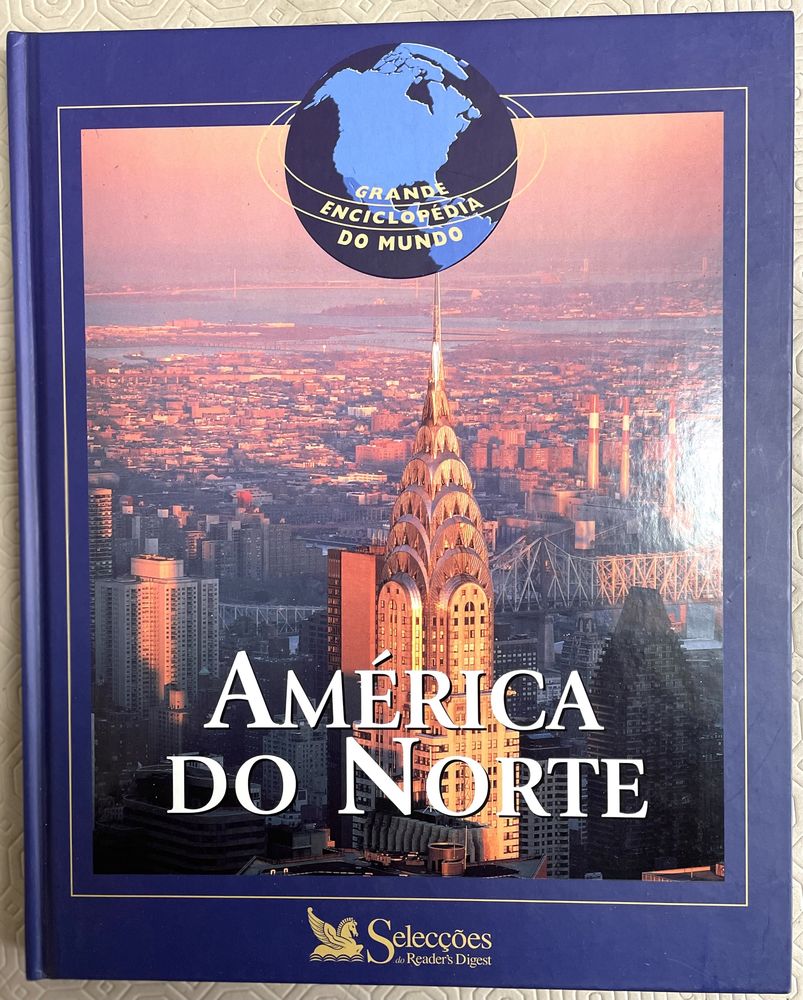 GRANDE
ENCICLOPÉDIA
DO MUNDO
AMÉRICA
DO NORTE
Selecções
do Reader's Digest